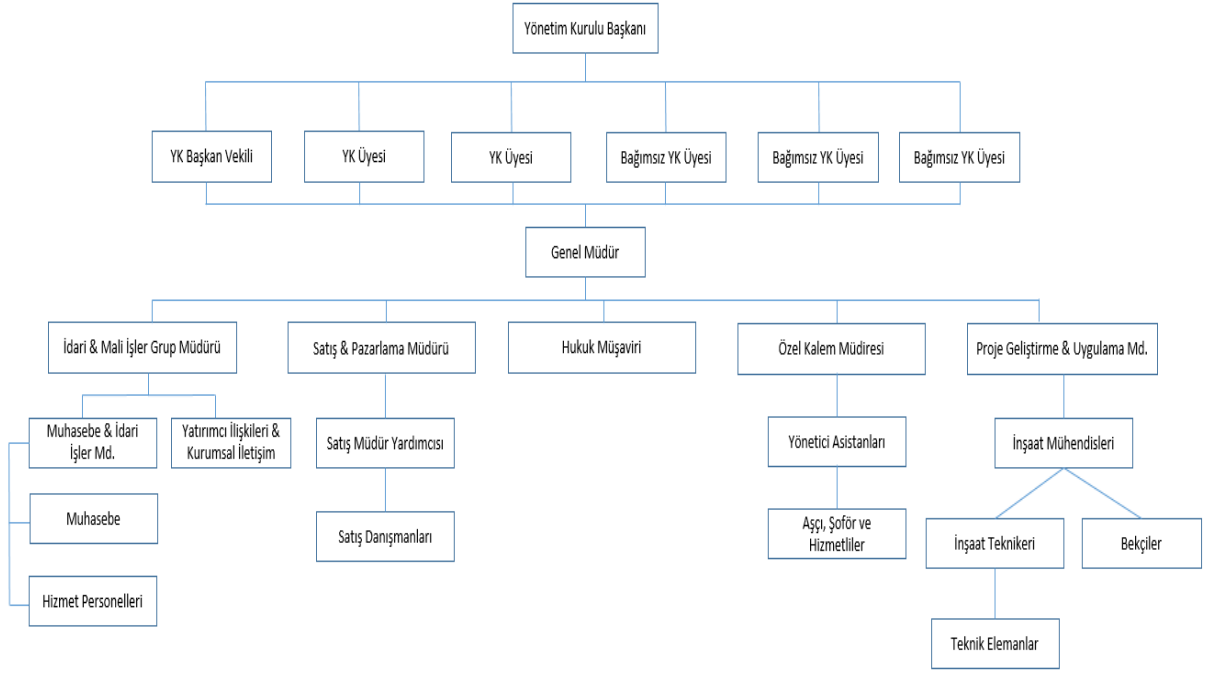 Yönetim Kurulu Başkanı
YK Başkan Vekili
YK Üyesi
YK Üyesi
Bağımsız YK Üyesi
Bağımsız YK Üyesi
Bağımsız YK Üyesi
Genel Müdür
İdari & Mali İşler Grup Müdürü
Satış & Pazarlama Müdürü
Hukuk Müşaviri
Özel Kalem Müdiresi
Proje Geliştirme & Uygulama Md.
Muhasebe & İdari
İşler Md.
Yatırımcı İlişkileri &
Kurumsal İletişim
Satış Müdür Yardımcısı
Yönetici Asistanları
İnşaat Mühendisleri
Muhasebe
Satış Danışmanları
Aşçı, Şoför ve
Hizmetliler
İnşaat Teknikeri
Bekçiler
Hizmet Personelleri
Teknik Elemanlar